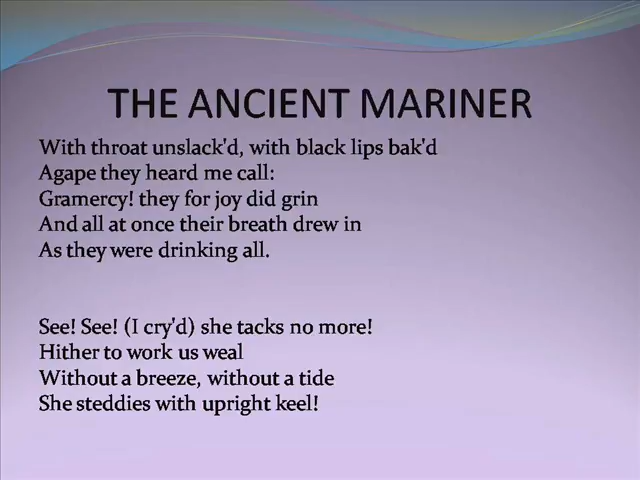 THE ANCIENT MARINER
With throat unslack'd, with black lips bak'd
Agape they heard me call:
Gramercy! they for joy did grin
And all at once their breath drew in
As they were drinking all.
See! See! (I cry'd) she tacks no more!
Hither to work us weal
Without a breeze, without a tide
She steddies with upright keel!